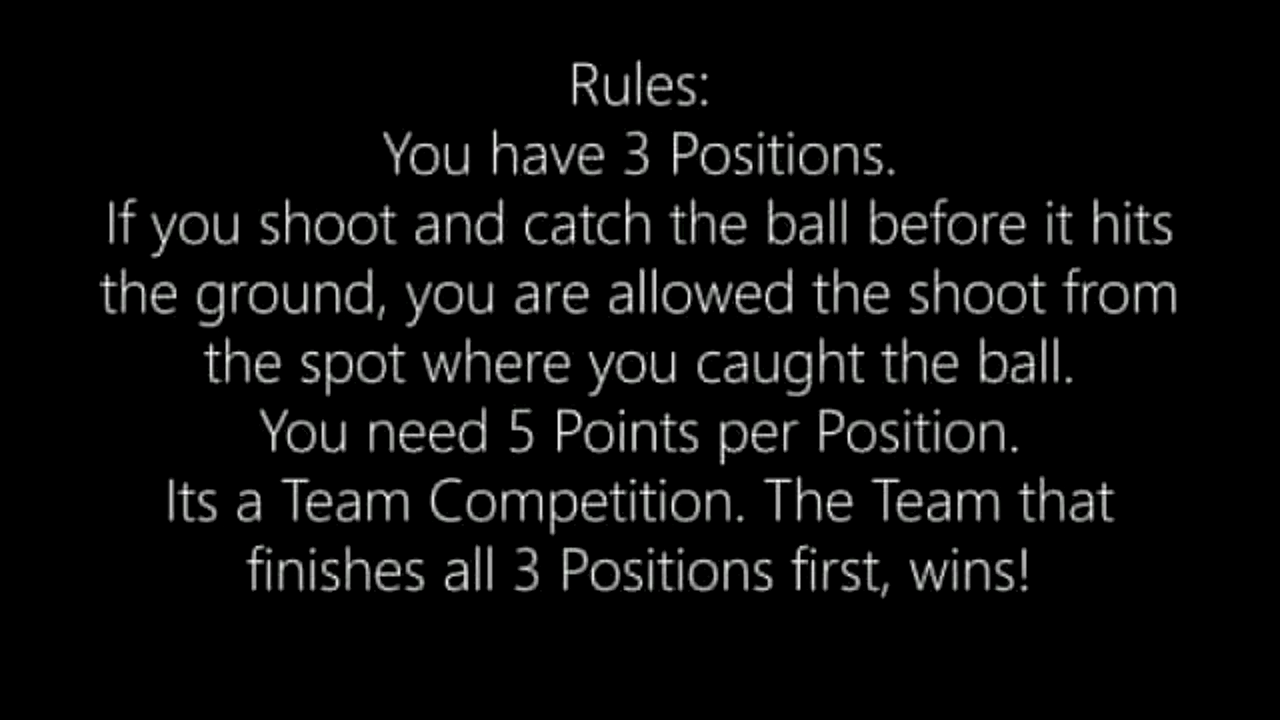 Rules:
You have 3 Positions.
If you shoot and catch the ball before it hits
the ground, you are allowed the shoot from
the spot where you caught the ball.
You need 5 Points per Position.
Its a Team Competition. The Team that
finishes all 3 Positions first, wins!